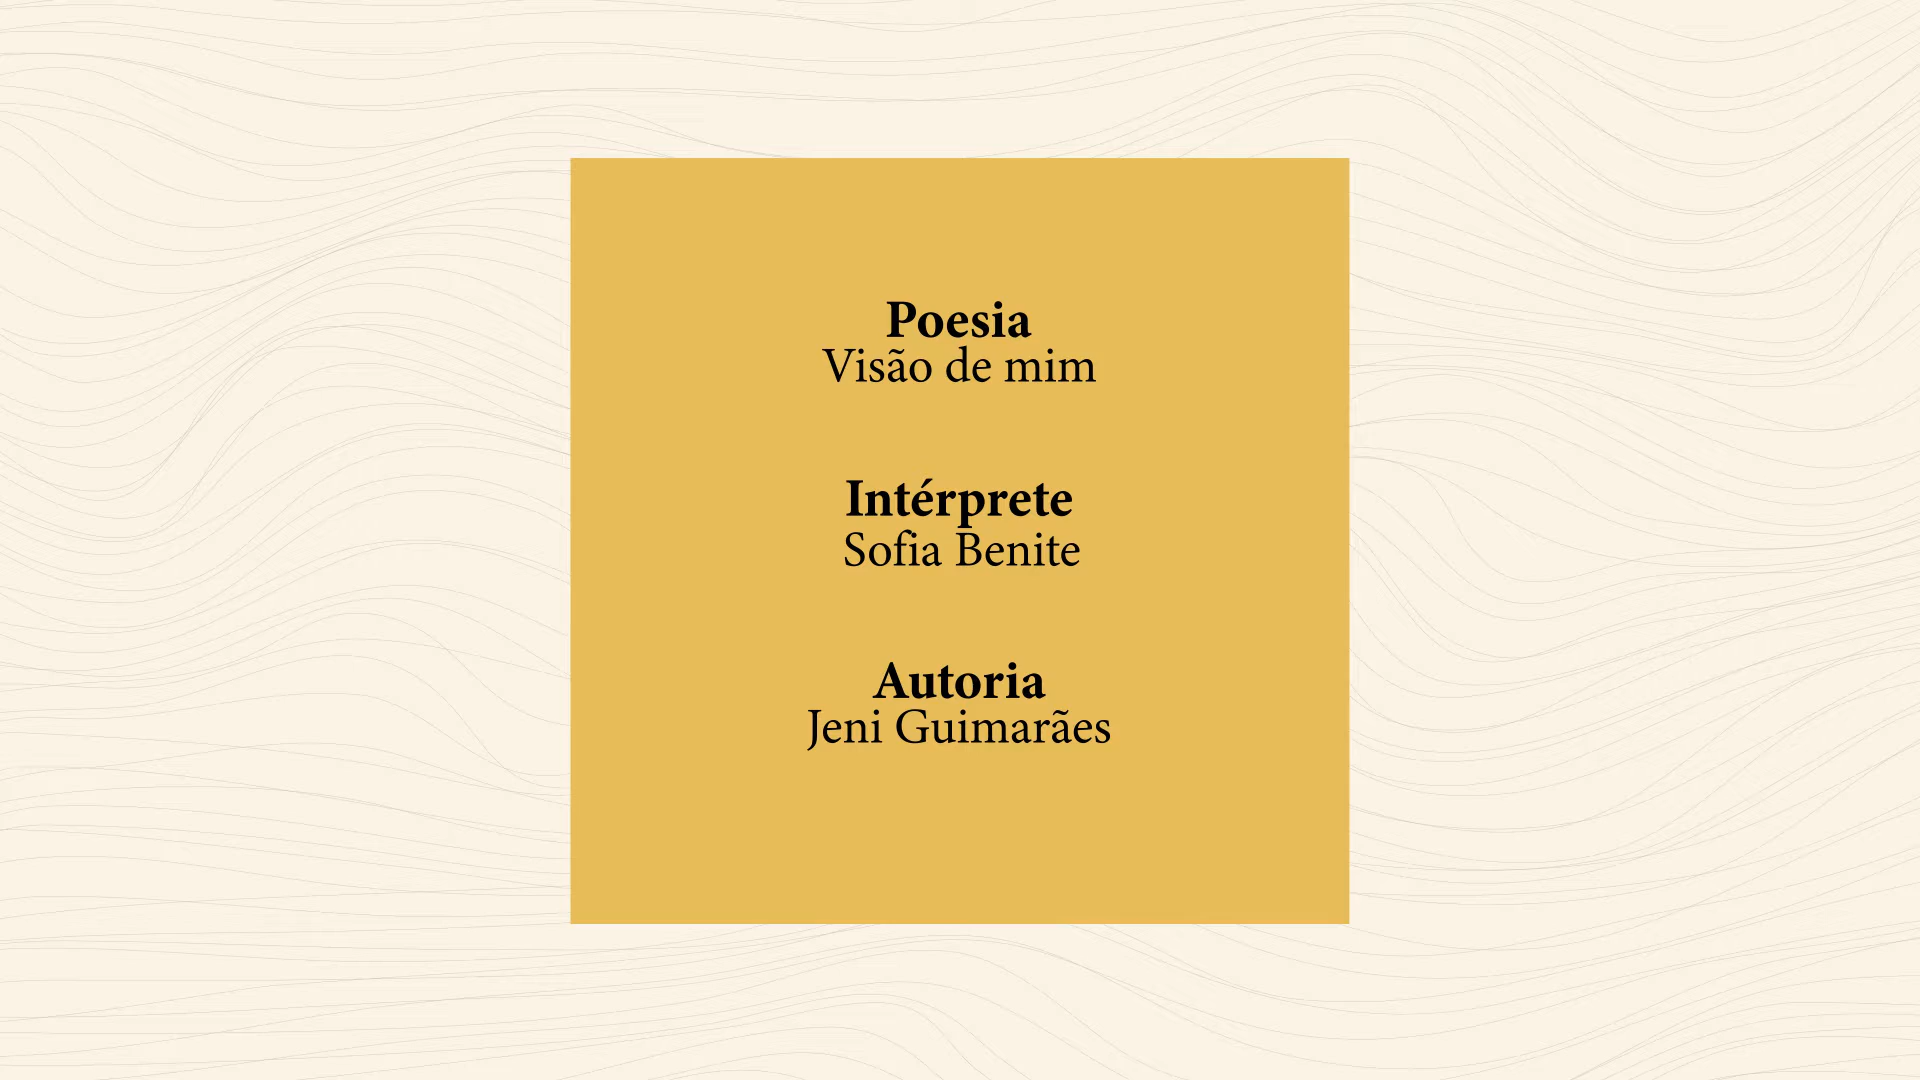 Poesia
Visão de mim
Intérprete
Sofia Benite
Autoria
Jeni Guimarães